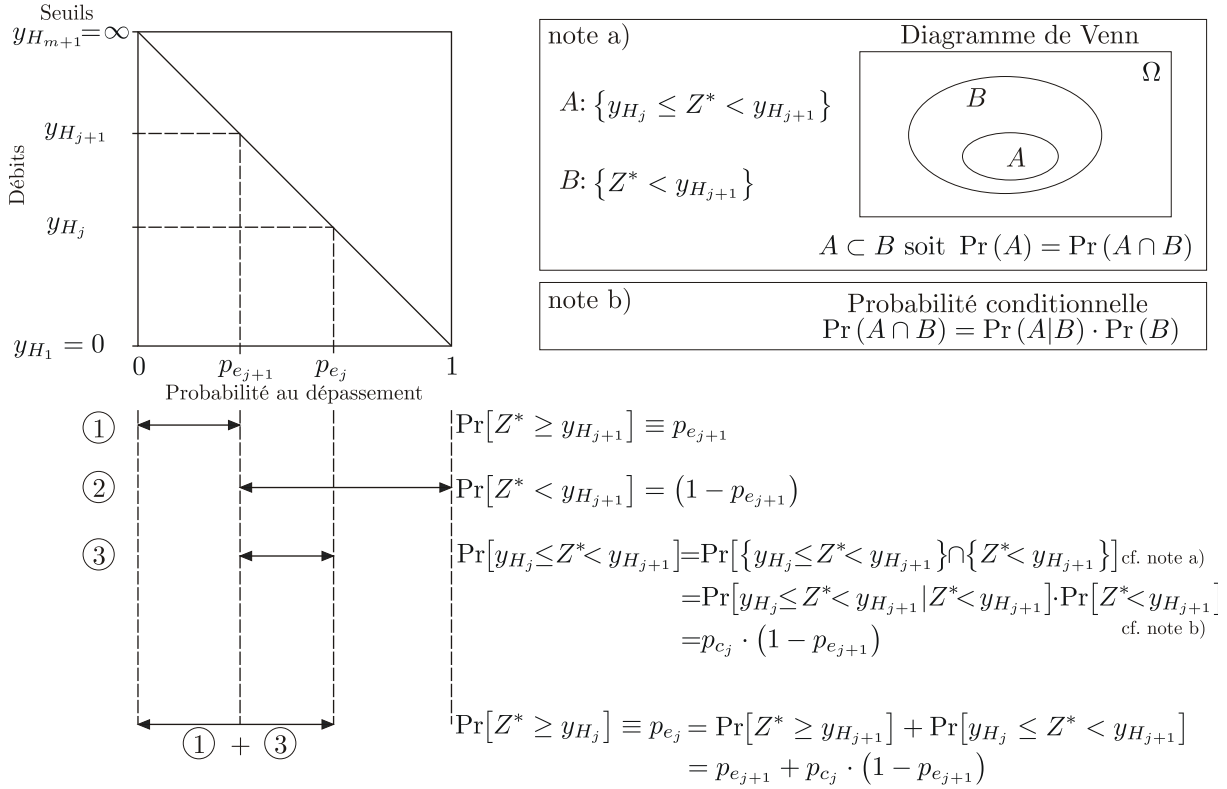 Seuils
y_{H_{m+1}} = ∞
y_{H_{j+1}}
Débits
y_{H_j}
y_{H_1} = 0
0 p_{e_{j+1}} p_{e_j} 1
Probabilité au dépassement
note a)
Diagramme de Venn
Ω
B
A
A: {y_{H_j} ≤ Z* < y_{H_{j+1}}}
B: {Z* < y_{H_{j+1}}}
A ⊂ B soit Pr (A) = Pr (A ∩ B)
note b)
Probabilité conditionnelle
Pr (A ∩ B) = Pr (A|B) · Pr (B)
① Pr[Z* ≥ y_{H_{j+1}}] ≡ p_{e_{j+1}}
② Pr[Z* < y_{H_{j+1}}] = (1 − p_{e_{j+1}})
③ Pr[y_{H_j} ≤ Z* < y_{H_{j+1}}] = Pr[{y_{H_j} ≤ Z* < y_{H_{j+1}}} ∩ {Z* < y_{H_{j+1}}}] cf. note a)
= Pr[y_{H_j} ≤ Z* < y_{H_{j+1}} | Z* < y_{H_{j+1}}] · Pr[Z* < y_{H_{j+1}}]
cf. note b)
= p_{c_j} · (1 − p_{e_{j+1}})
① + ③
Pr[Z* ≥ y_{H_j}] ≡ p_{e_j} = Pr[Z* ≥ y_{H_{j+1}}] + Pr[y_{H_j} ≤ Z* < y_{H_{j+1}}]
= p_{e_{j+1}} + p_{c_j} · (1 − p_{e_{j+1}})